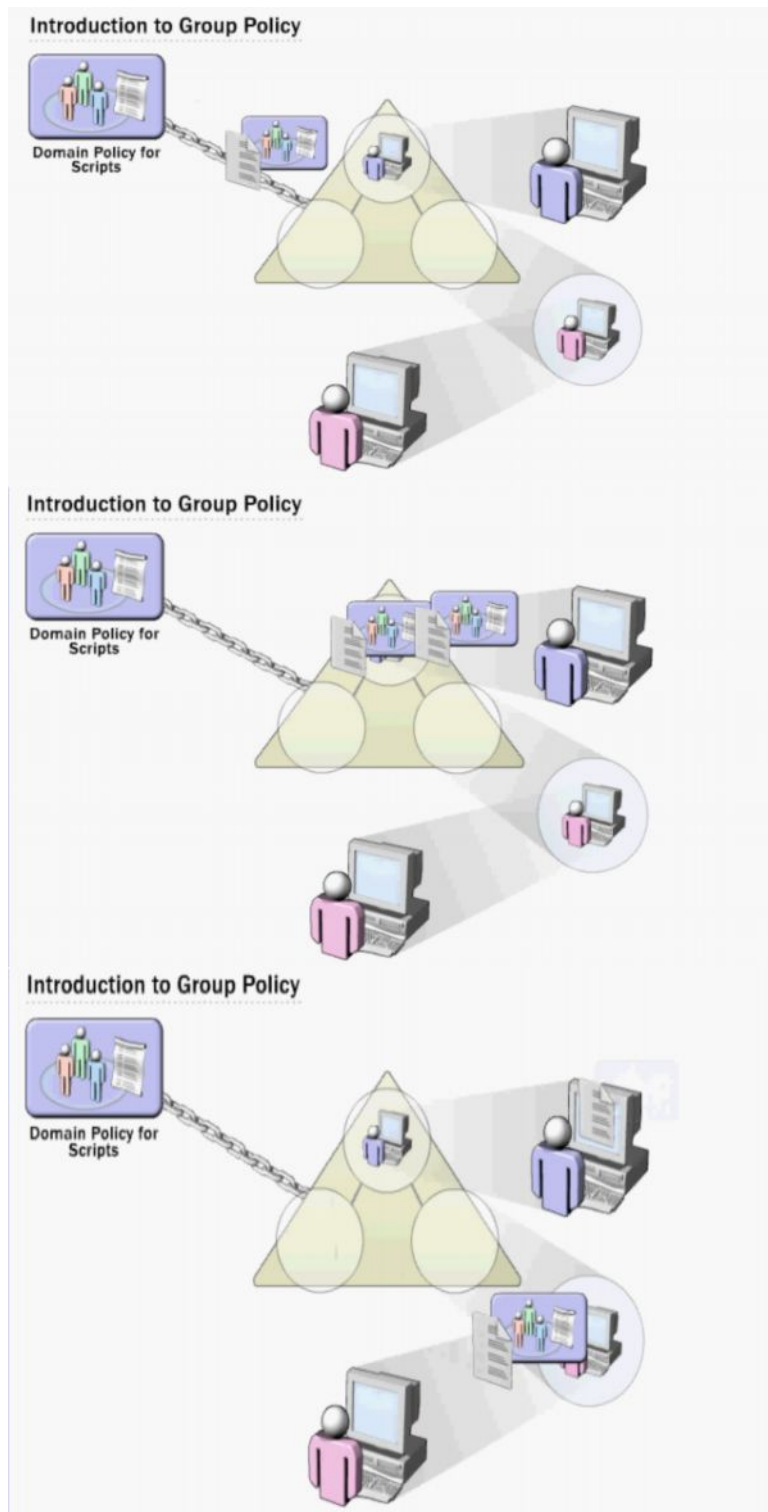 Introduction to Group Policy
Domain Policy for
Scripts
Introduction to Group Policy
Domain Policy for
Scripts
Introduction to Group Policy
Domain Policy for
Scripts